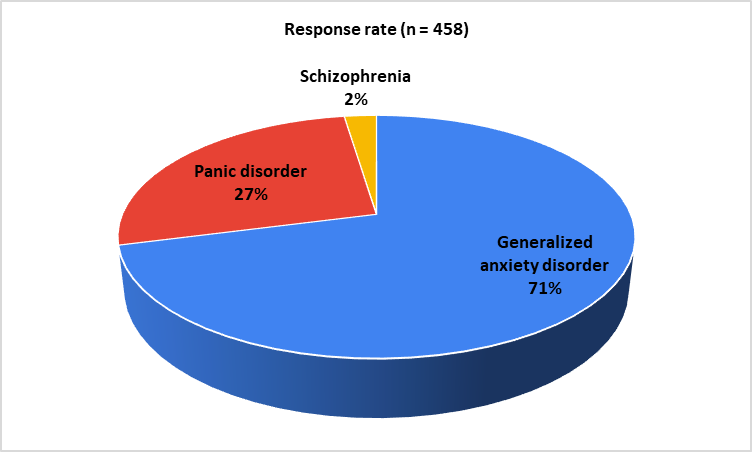 Response rate (n = 458)
Schizophrenia
2%
Panic disorder
27%
Generalized
anxiety disorder
71%